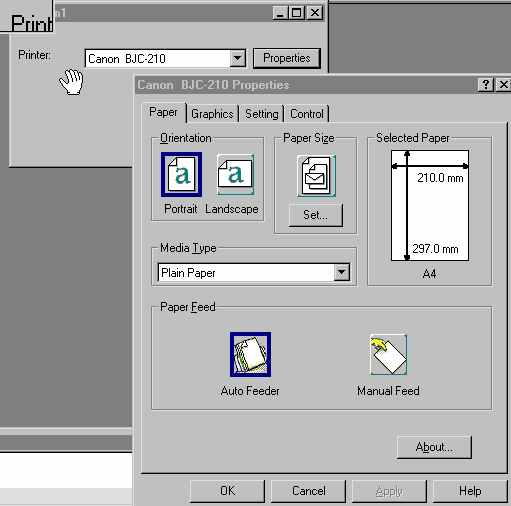 Print
Printer:
Canon BJC-210
Properties
Canon BJC-210 Properties
Paper
Graphics
Setting
Control
Orientation
a
a
Portrait
Landscape
Paper Size
Set...
Selected Paper
210.0 mm
297.0 mm
A4
Media Type
Plain Paper
Paper Feed
Auto Feeder
Manual Feed
About...
OK
Cancel
Apply
Help